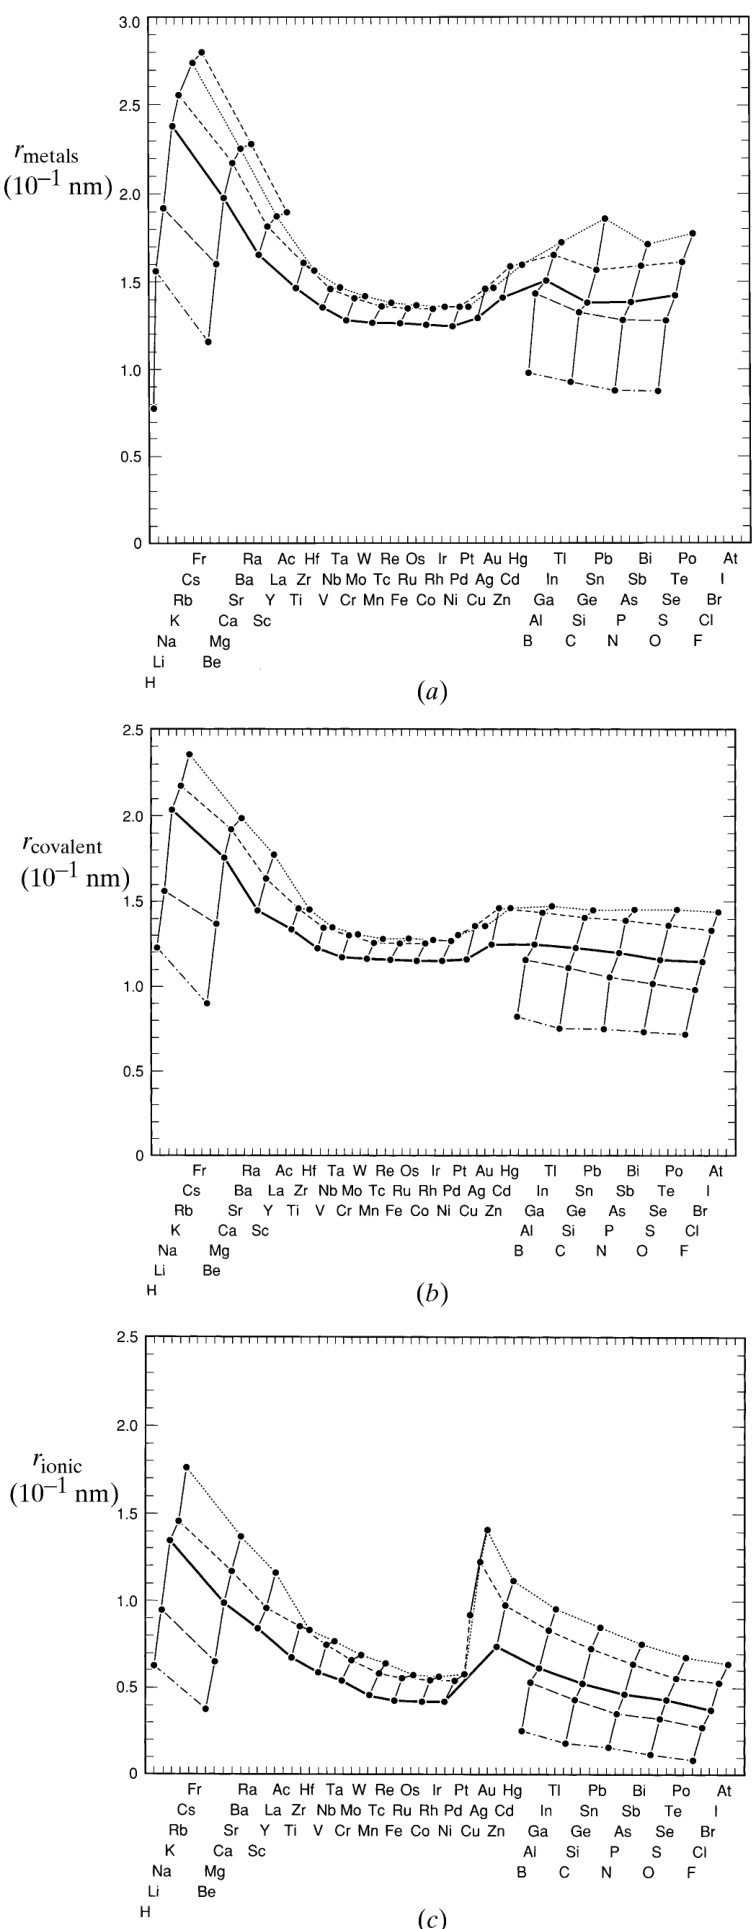 3.0
2.5
r metals
(10⁻¹ nm)
2.0
1.5
1.0
0.5
0
Fr Ra Ac Hf Ta W Re Os Ir Pt Au Hg Tl Pb Bi Po At
Cs Ba La Zr Nb Mo Tc Ru Rh Pd Ag Cd In Sn Sb Te I
Rb Sr Y Ti V Cr Mn Fe Co Ni Cu Zn Ga Ge As Se Br
K Ca Sc Al Si P S Cl
Na Mg B C N O F
Li Be
H
(a)
2.5
2.0
r covalent
(10⁻¹ nm)
1.5
1.0
0.5
0
Fr Ra Ac Hf Ta W Re Os Ir Pt Au Hg Tl Pb Bi Po At
Cs Ba La Zr Nb Mo Tc Ru Rh Pd Ag Cd In Sn Sb Te I
Rb Sr Y Ti V Cr Mn Fe Co Ni Cu Zn Ga Ge As Se Br
K Ca Sc Al Si P S Cl
Na Mg B C N O F
Li Be
H
(b)
2.5
2.0
r ionic
(10⁻¹ nm)
1.5
1.0
0.5
0
Fr Ra Ac Hf Ta W Re Os Ir Pt Au Hg Tl Pb Bi Po At
Cs Ba La Zr Nb Mo Tc Ru Rh Pd Ag Cd In Sn Sb Te I
Rb Sr Y Ti V Cr Mn Fe Co Ni Cu Zn Ga Ge As Se Br
K Ca Sc Al Si P S Cl
Na Mg B C N O F
Li Be
H
(c)